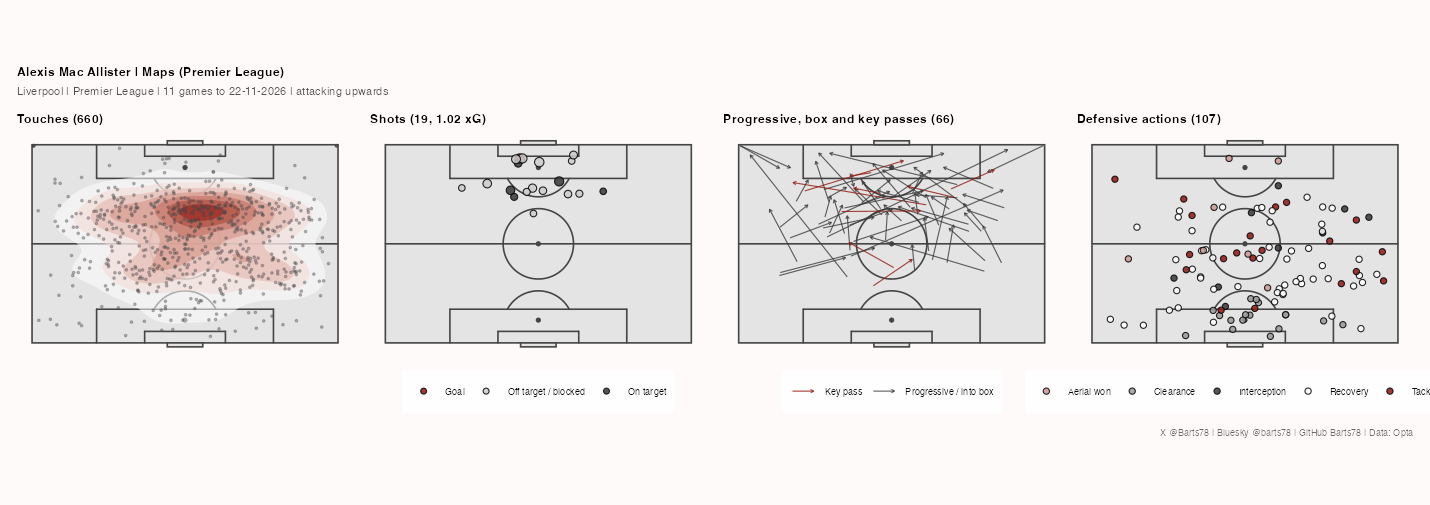 Alexis Mac Allister | Maps (Premier League)
Liverpool | Premier League | 11 games to 22-11-2026 | attacking upwards
Touches (660)
Shots (19, 1.02 xG)
Progressive, box and key passes (66)
Defensive actions (107)
Goal
Off target / blocked
On target
Key pass
Progressive / into box
Aerial won
Clearance
Interception
Recovery
Tack
X @Barts78 | Bluesky @barts78 | GitHub Barts78 | Data: Opta